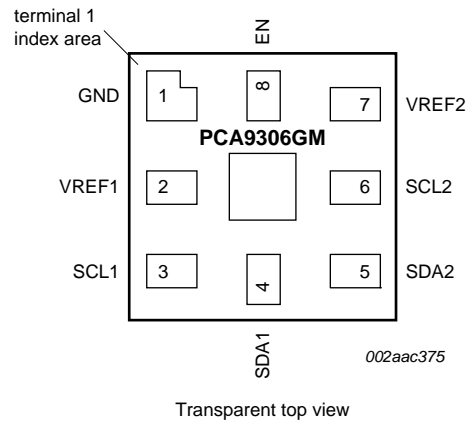 terminal 1
index area
EN
GND
1
8
7
VREF2
PCA9306GM
VREF1
2
6
SCL2
SCL1
3
4
5
SDA2
SDA1
002aac375
Transparent top view